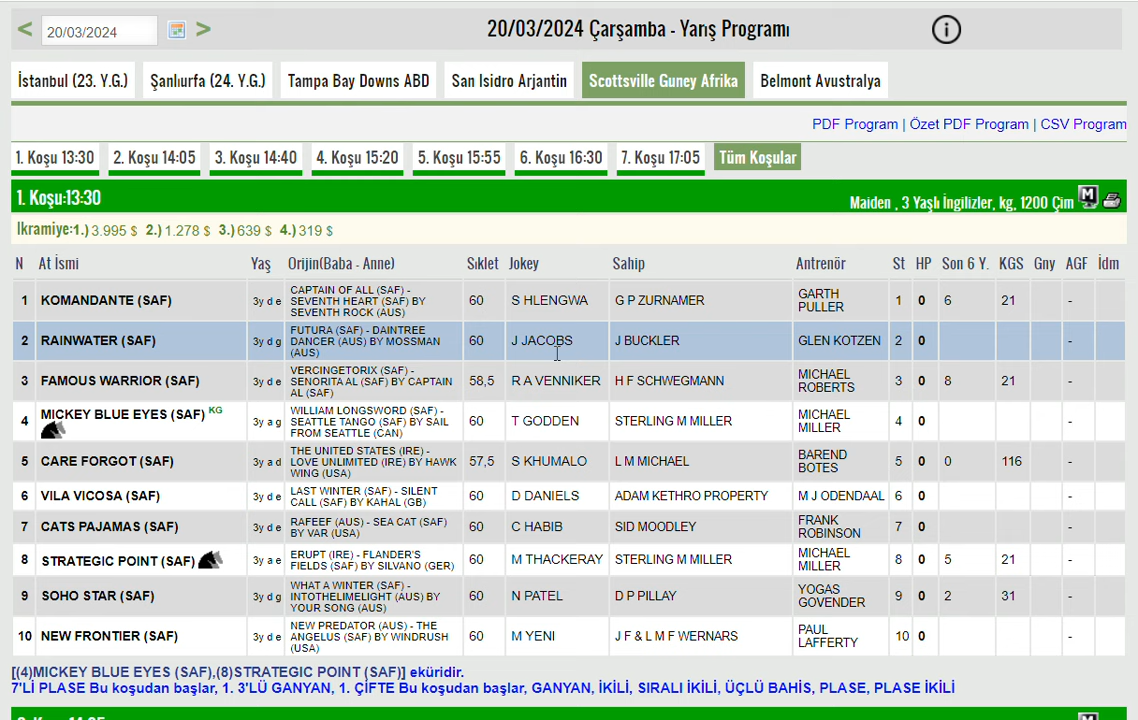 < 20/03/2024 > 20/03/2024 Çarşamba - Yarış Programı
İstanbul (23. Y.G.) Şanlıurfa (24. Y.G.) Tampa Bay Downs ABD San Isidro Arjantin Scottsville Guney Afrika Belmont Avustralya
PDF Program | Özet PDF Program | CSV Program
1. Koşu 13:30 2. Koşu 14:05 3. Koşu 14:40 4. Koşu 15:20 5. Koşu 15:55 6. Koşu 16:30 7. Koşu 17:05 Tüm Koşular
1. Koşu:13:30 Maiden , 3 Yaşlı İngilizler, kg, 1200 Çim
Ikramiye:1.) 3.995 $ 2.) 1.278 $ 3.) 639 $ 4.) 319 $
N At İsmi Yaş Orijin(Baba - Anne) Sıklet Jokey Sahip Antrenör St HP Son 6 Y. KGS Gny AGF İdm
1 KOMANDANTE (SAF) 3y d e CAPTAIN OF ALL (SAF) - SEVENTH HEART (SAF) BY SEVENTH ROCK (AUS) 60 S HLENGWA G P ZURNAMER GARTH PULLER 1 0 6 21 -
2 RAINWATER (SAF) 3y d g FUTURA (SAF) - DAINTREE DANCER (AUS) BY MOSSMAN (AUS) 60 J JACOBS J BUCKLER GLEN KOTZEN 2 0 -
3 FAMOUS WARRIOR (SAF) 3y d e VERCINGETORIX (SAF) - SENORITA AL (SAF) BY CAPTAIN AL (SAF) 58,5 R A VENNIKER H F SCHWEGMANN MICHAEL ROBERTS 3 0 8 21 -
4 MICKEY BLUE EYES (SAF) KG 3y a g WILLIAM LONGSWORD (SAF) - SEATTLE TANGO (SAF) BY SAIL FROM SEATTLE (CAN) 60 T GODDEN STERLING M MILLER MICHAEL MILLER 4 0 -
5 CARE FORGOT (SAF) 3y a d THE UNITED STATES (IRE) - LOVE UNLIMITED (IRE) BY HAWK WING (USA) 57,5 S KHUMALO L M MICHAEL BAREND BOTES 5 0 0 116 -
6 VILA VICOSA (SAF) 3y d e LAST WINTER (SAF) - SILENT CALL (SAF) BY KAHAL (GB) 60 D DANIELS ADAM KETHRO PROPERTY M J ODENDAAL 6 0 -
7 CATS PAJAMAS (SAF) 3y d e RAFEEF (AUS) - SEA CAT (SAF) BY VAR (USA) 60 C HABIB SID MOODLEY FRANK ROBINSON 7 0 -
8 STRATEGIC POINT (SAF) 3y a e ERUPT (IRE) - FLANDER'S FIELDS (SAF) BY SILVANO (GER) 60 M THACKERAY STERLING M MILLER MICHAEL MILLER 8 0 5 21 -
9 SOHO STAR (SAF) 3y d g WHAT A WINTER (SAF) - INTOTHELIMELIGHT (AUS) BY YOUR SONG (AUS) 60 N PATEL D P PILLAY YOGAS GOVENDER 9 0 2 31 -
10 NEW FRONTIER (SAF) 3y d e NEW PREDATOR (AUS) - THE ANGELUS (SAF) BY WINDRUSH (USA) 60 M YENI J F & L M F WERNARS PAUL LAFFERTY 10 0 -
[(4)MICKEY BLUE EYES (SAF),(8)STRATEGIC POINT (SAF)] eküridir.
7'Lİ PLASE Bu koşudan başlar, 1. 3'LÜ GANYAN, 1. ÇİFTE Bu koşudan başlar, GANYAN, İKİLİ, SIRALI İKİLİ, ÜÇLÜ BAHİS, PLASE, PLASE İKİLİ